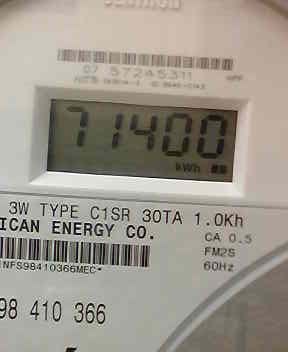 07 57245311
71400
kWh
3W TYPE C1SR 30TA 1.0Kh
ICAN ENERGY CO.
CA 0.5
FM2S
60Hz
INFS98410366MEC*
98 410 366